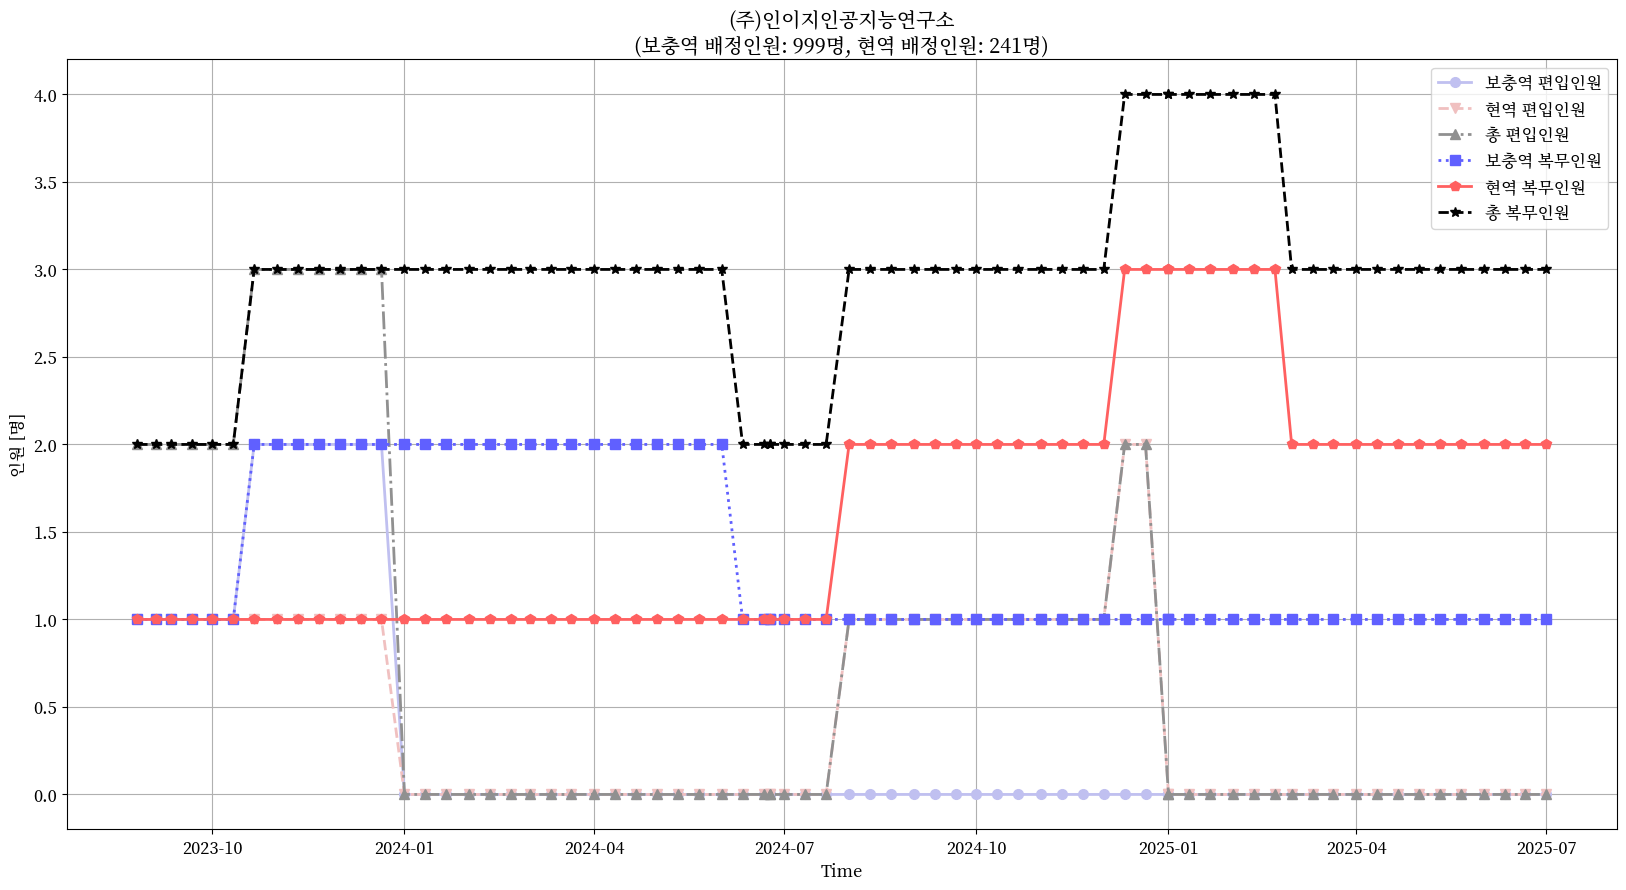 (주)인이지인공지능연구소
(보충역 배정인원: 999명, 현역 배정인원: 241명)
보충역 편입인원
현역 편입인원
총 편입인원
보충역 복무인원
현역 복무인원
총 복무인원
인원 [명]
4.0
3.5
3.0
2.5
2.0
1.5
1.0
0.5
0.0
2023-10
2024-01
2024-04
2024-07
2024-10
2025-01
2025-04
2025-07
Time